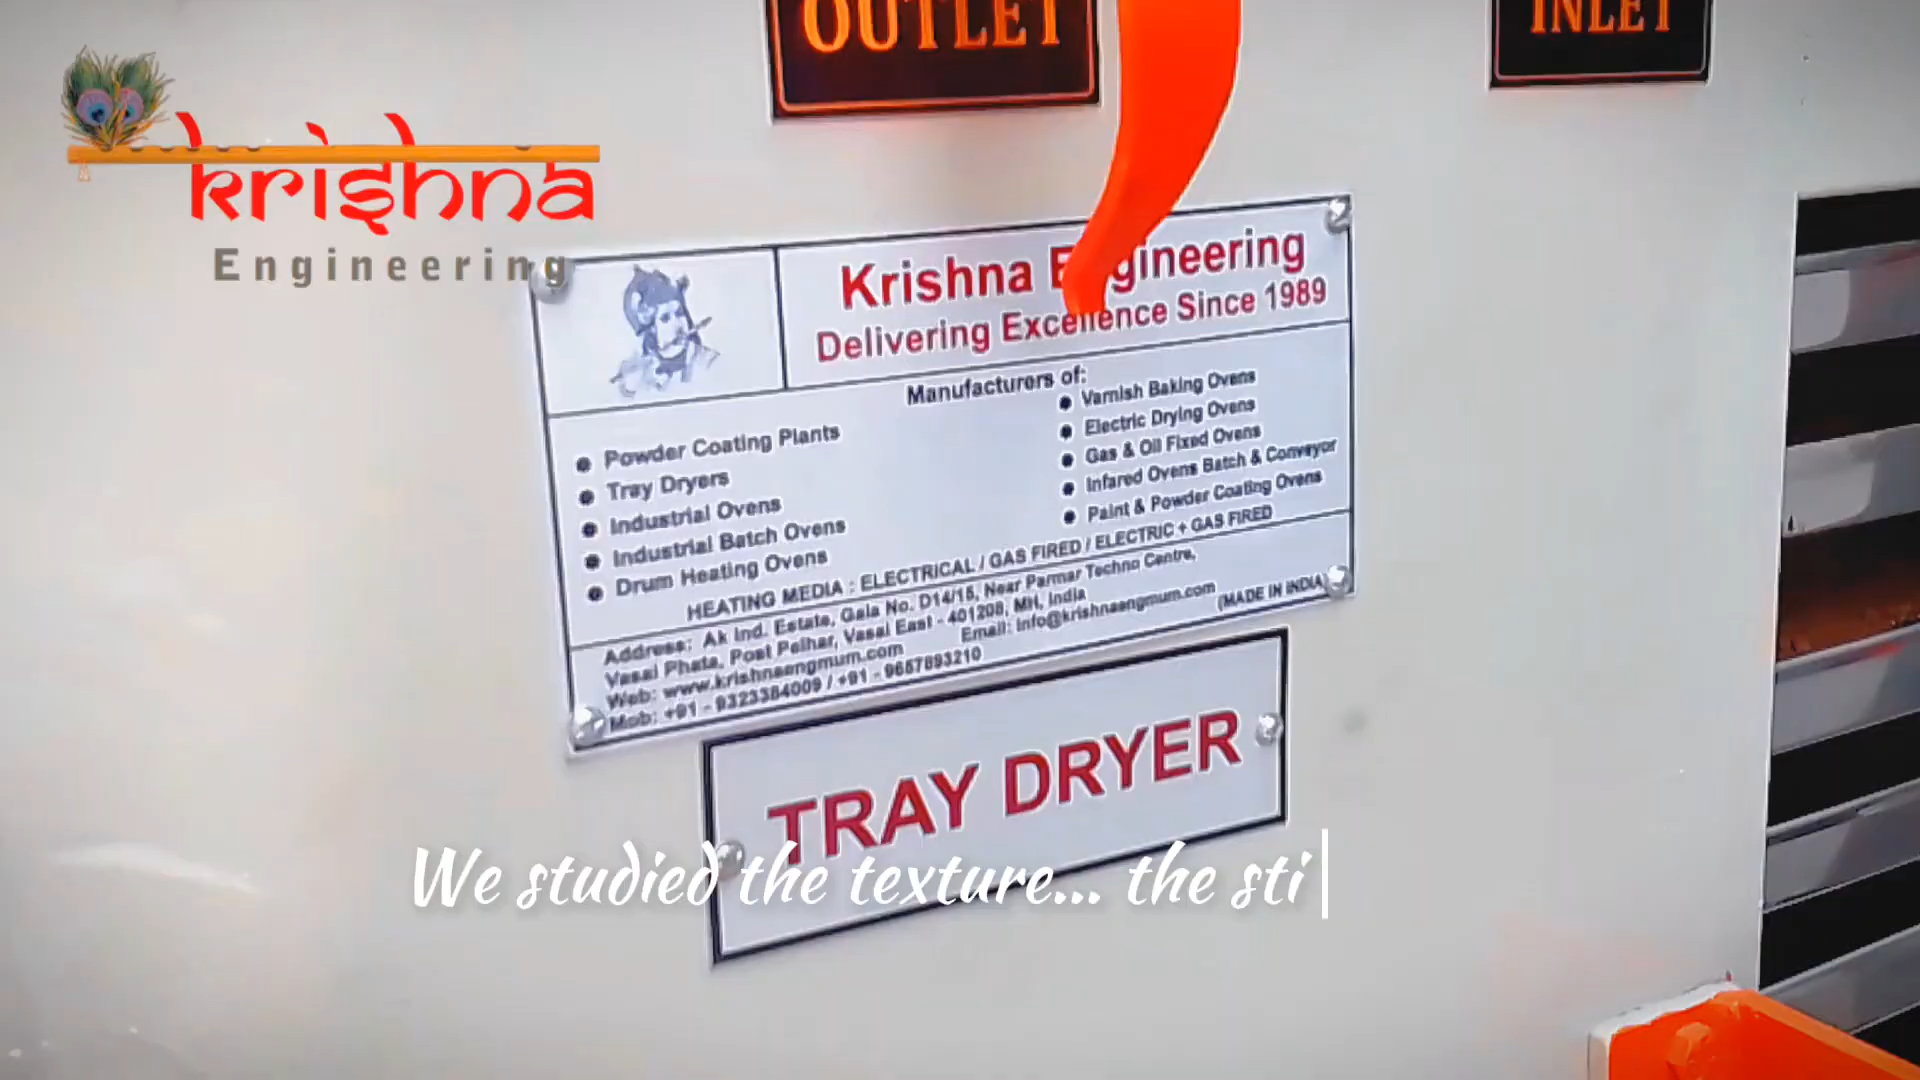 OUTLET
INLET
krishna
Engineering
Krishna Engineering
Delivering Excellence Since 1989
Manufacturers of:
Powder Coating Plants
Tray Dryers
Industrial Ovens
Industrial Batch Ovens
Drum Heating Ovens
Varnish Baking Ovens
Electric Drying Ovens
Gas & Oil Fixed Ovens
Infared Ovens Batch & Conveyor
Paint & Powder Coating Ovens
HEATING MEDIA : ELECTRICAL / GAS FIRED / ELECTRIC + GAS FIRED
Address: Ak Ind. Estate, Gala No. D14/15, Near Parmar Techno Centre,
Vasai Phata, Post Pelhar, Vasai East - 401208, MH, India
Web: www.krishnaengmum.com Email: info@krishnaengmum.com
Mob: +91 - 9323384009 / +91 - 9657893210 (MADE IN INDIA)
TRAY DRYER
We studied the texture... the sti